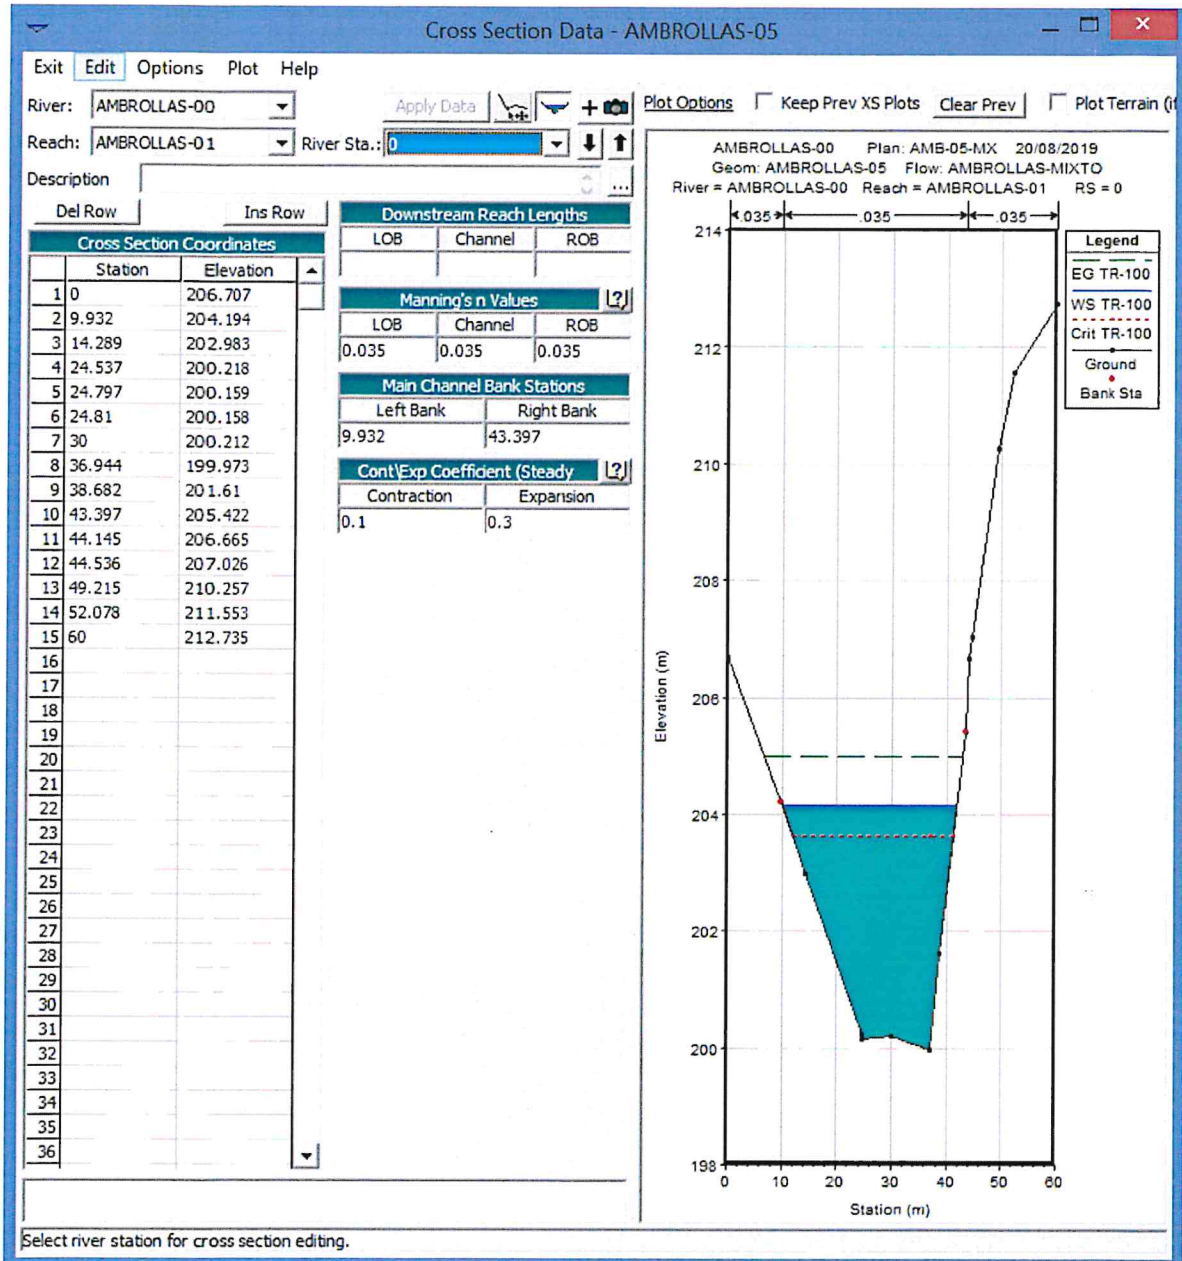 Cross Section Data - AMBROLLAS-05
Exit Edit Options Plot Help
River: AMBROLLAS-00 Apply Data Plot Options Keep Prev XS Plots Clear Prev Plot Terrain (if
Reach: AMBROLLAS-01 River Sta.: 0
Description ...
Del Row Ins Row
Cross Section Coordinates
Station Elevation
1 0 206.707
2 9.932 204.194
3 14.289 202.983
4 24.537 200.218
5 24.797 200.159
6 24.81 200.158
7 30 200.212
8 36.944 199.973
9 38.682 201.61
10 43.397 205.422
11 44.145 206.665
12 44.536 207.026
13 49.215 210.257
14 52.078 211.553
15 60 212.735
16
17
18
19
20
21
22
23
24
25
26
27
28
29
30
31
32
33
34
35
36
Downstream Reach Lengths
LOB Channel ROB
Manning's n Values
LOB Channel ROB
0.035 0.035 0.035
Main Channel Bank Stations
Left Bank Right Bank
9.932 43.397
Cont\Exp Coefficient (Steady
Contraction Expansion
0.1 0.3
AMBROLLAS-00 Plan: AMB-05-MX 20/08/2019
Geom: AMBROLLAS-05 Flow: AMBROLLAS-MIXTO
River = AMBROLLAS-00 Reach = AMBROLLAS-01 RS = 0
.035 .035 .035
214
212
210
208
206
204
202
200
198
Elevation (m)
0 10 20 30 40 50 60
Station (m)
Legend
EG TR-100
WS TR-100
Crit TR-100
Ground
Bank Sta
Select river station for cross section editing.